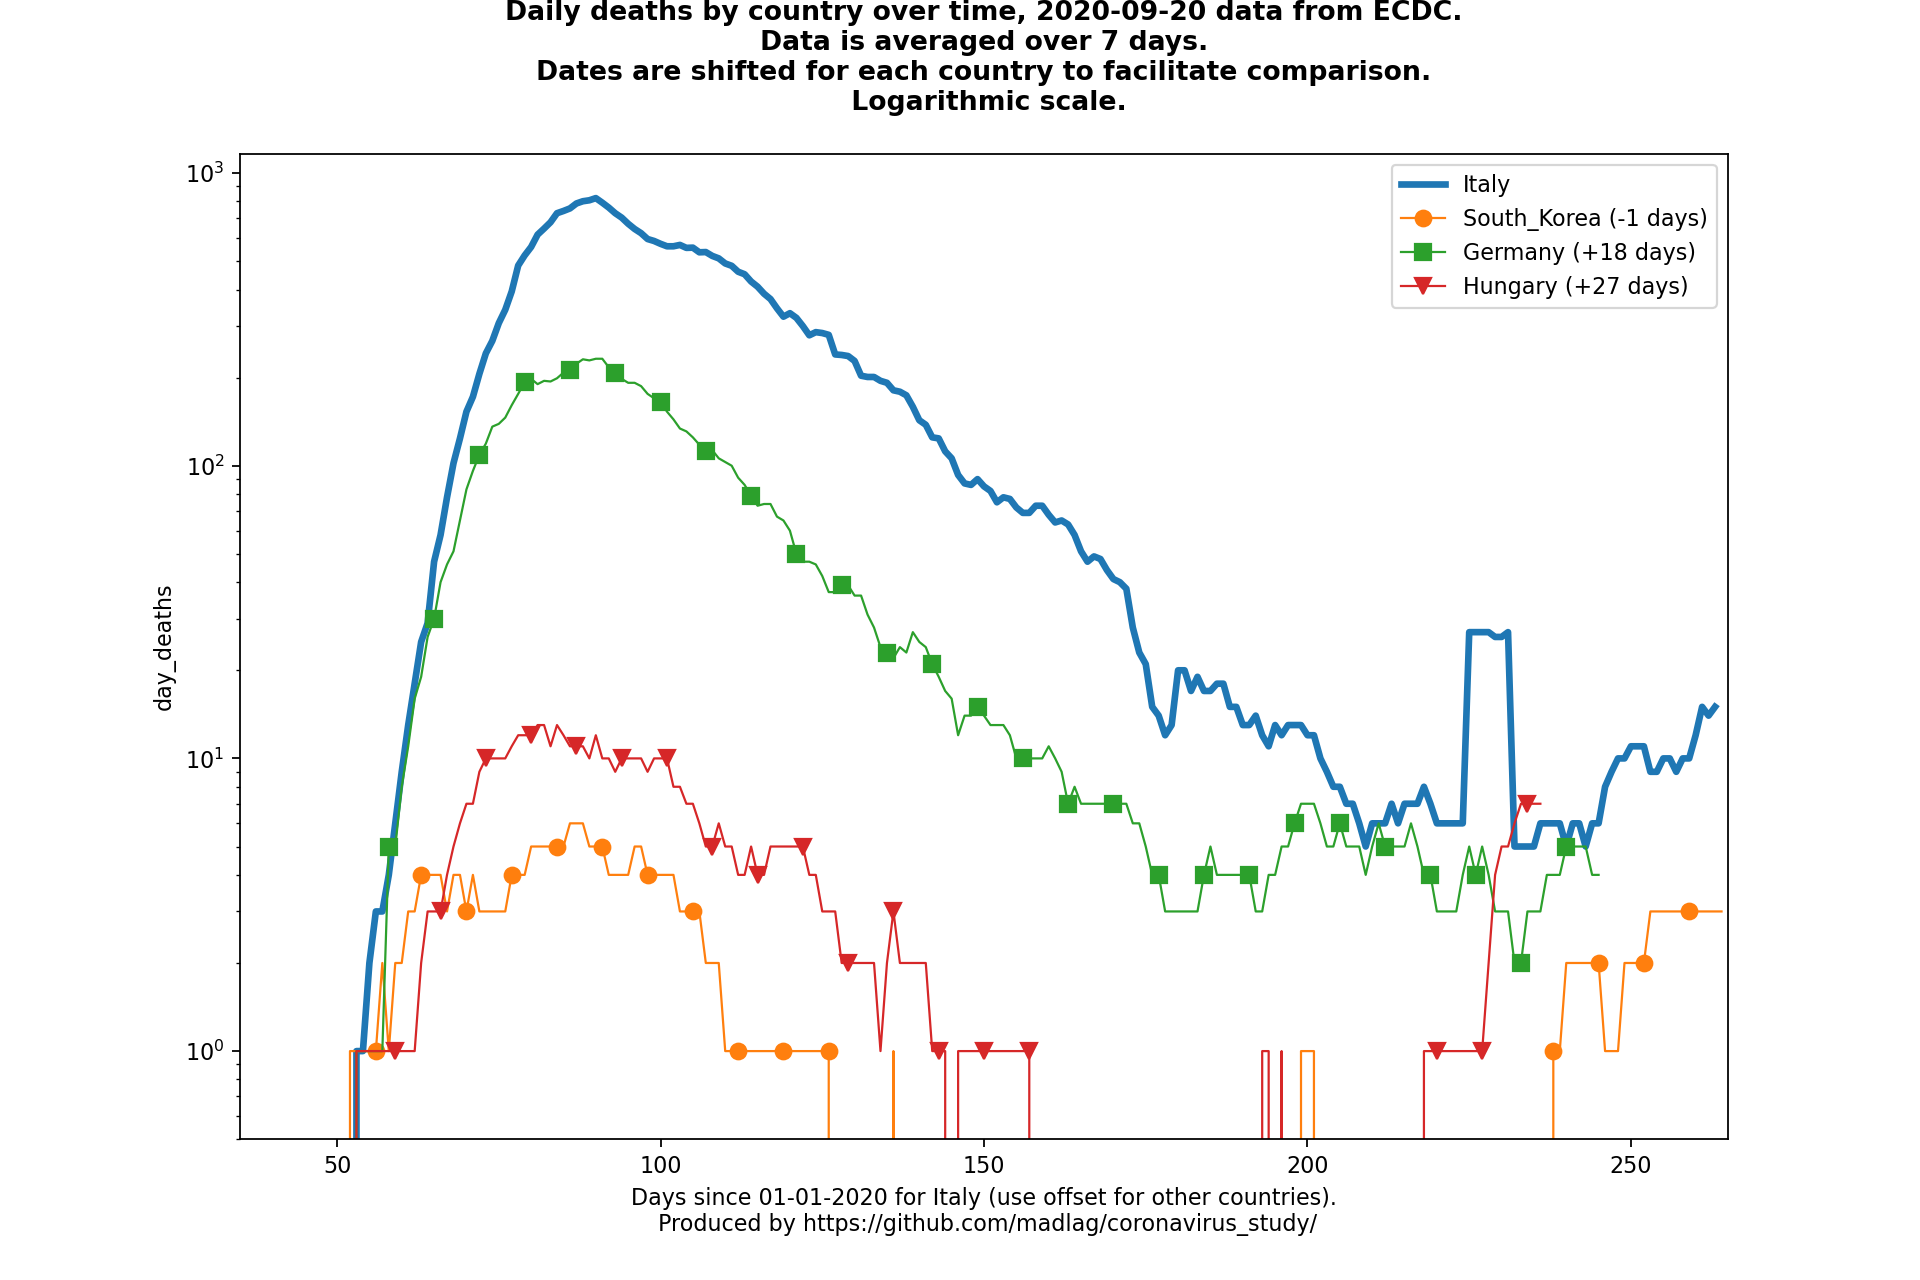 Daily deaths by country over time, 2020-09-20 data from ECDC.
Data is averaged over 7 days.
Dates are shifted for each country to facilitate comparison.
Logarithmic scale.
10³
10²
10¹
10⁰
day_deaths
Italy
South_Korea (-1 days)
Germany (+18 days)
Hungary (+27 days)
50 100 150 200 250
Days since 01-01-2020 for Italy (use offset for other countries).
Produced by https://github.com/madlag/coronavirus_study/